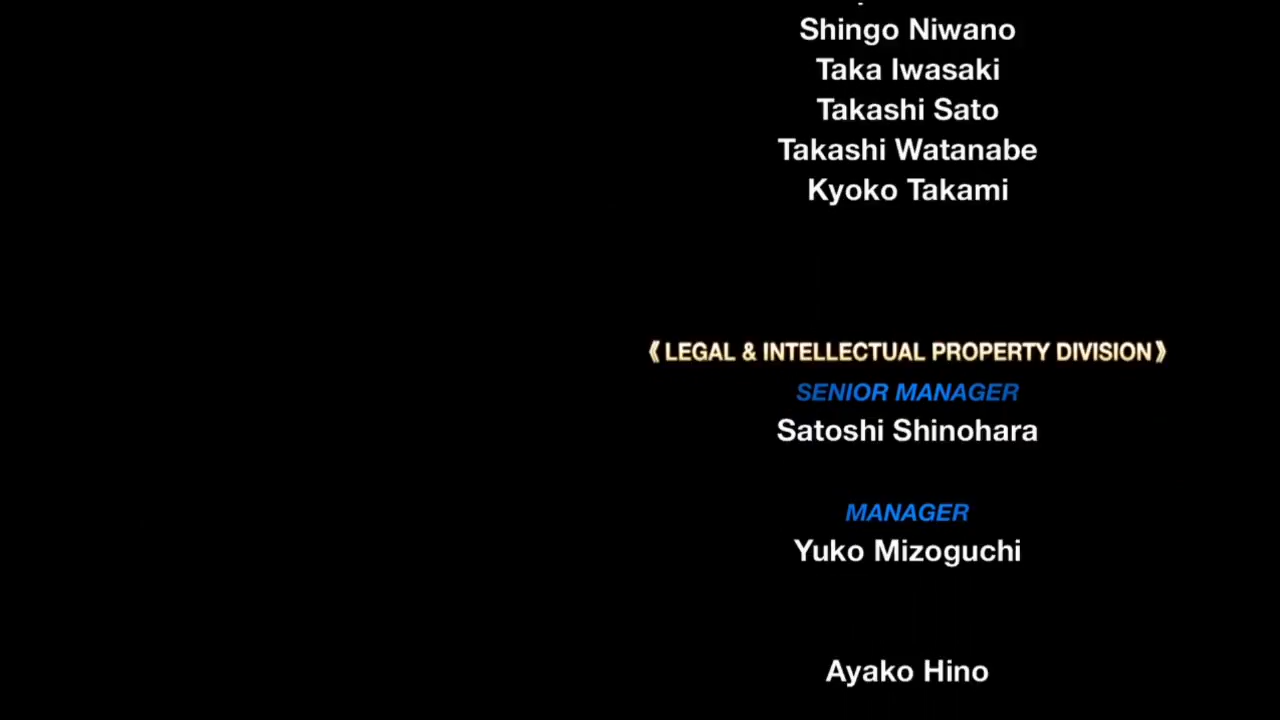 Shingo Niwano
Taka Iwasaki
Takashi Sato
Takashi Watanabe
Kyoko Takami
《LEGAL & INTELLECTUAL PROPERTY DIVISION》
SENIOR MANAGER
Satoshi Shinohara
MANAGER
Yuko Mizoguchi
Ayako Hino